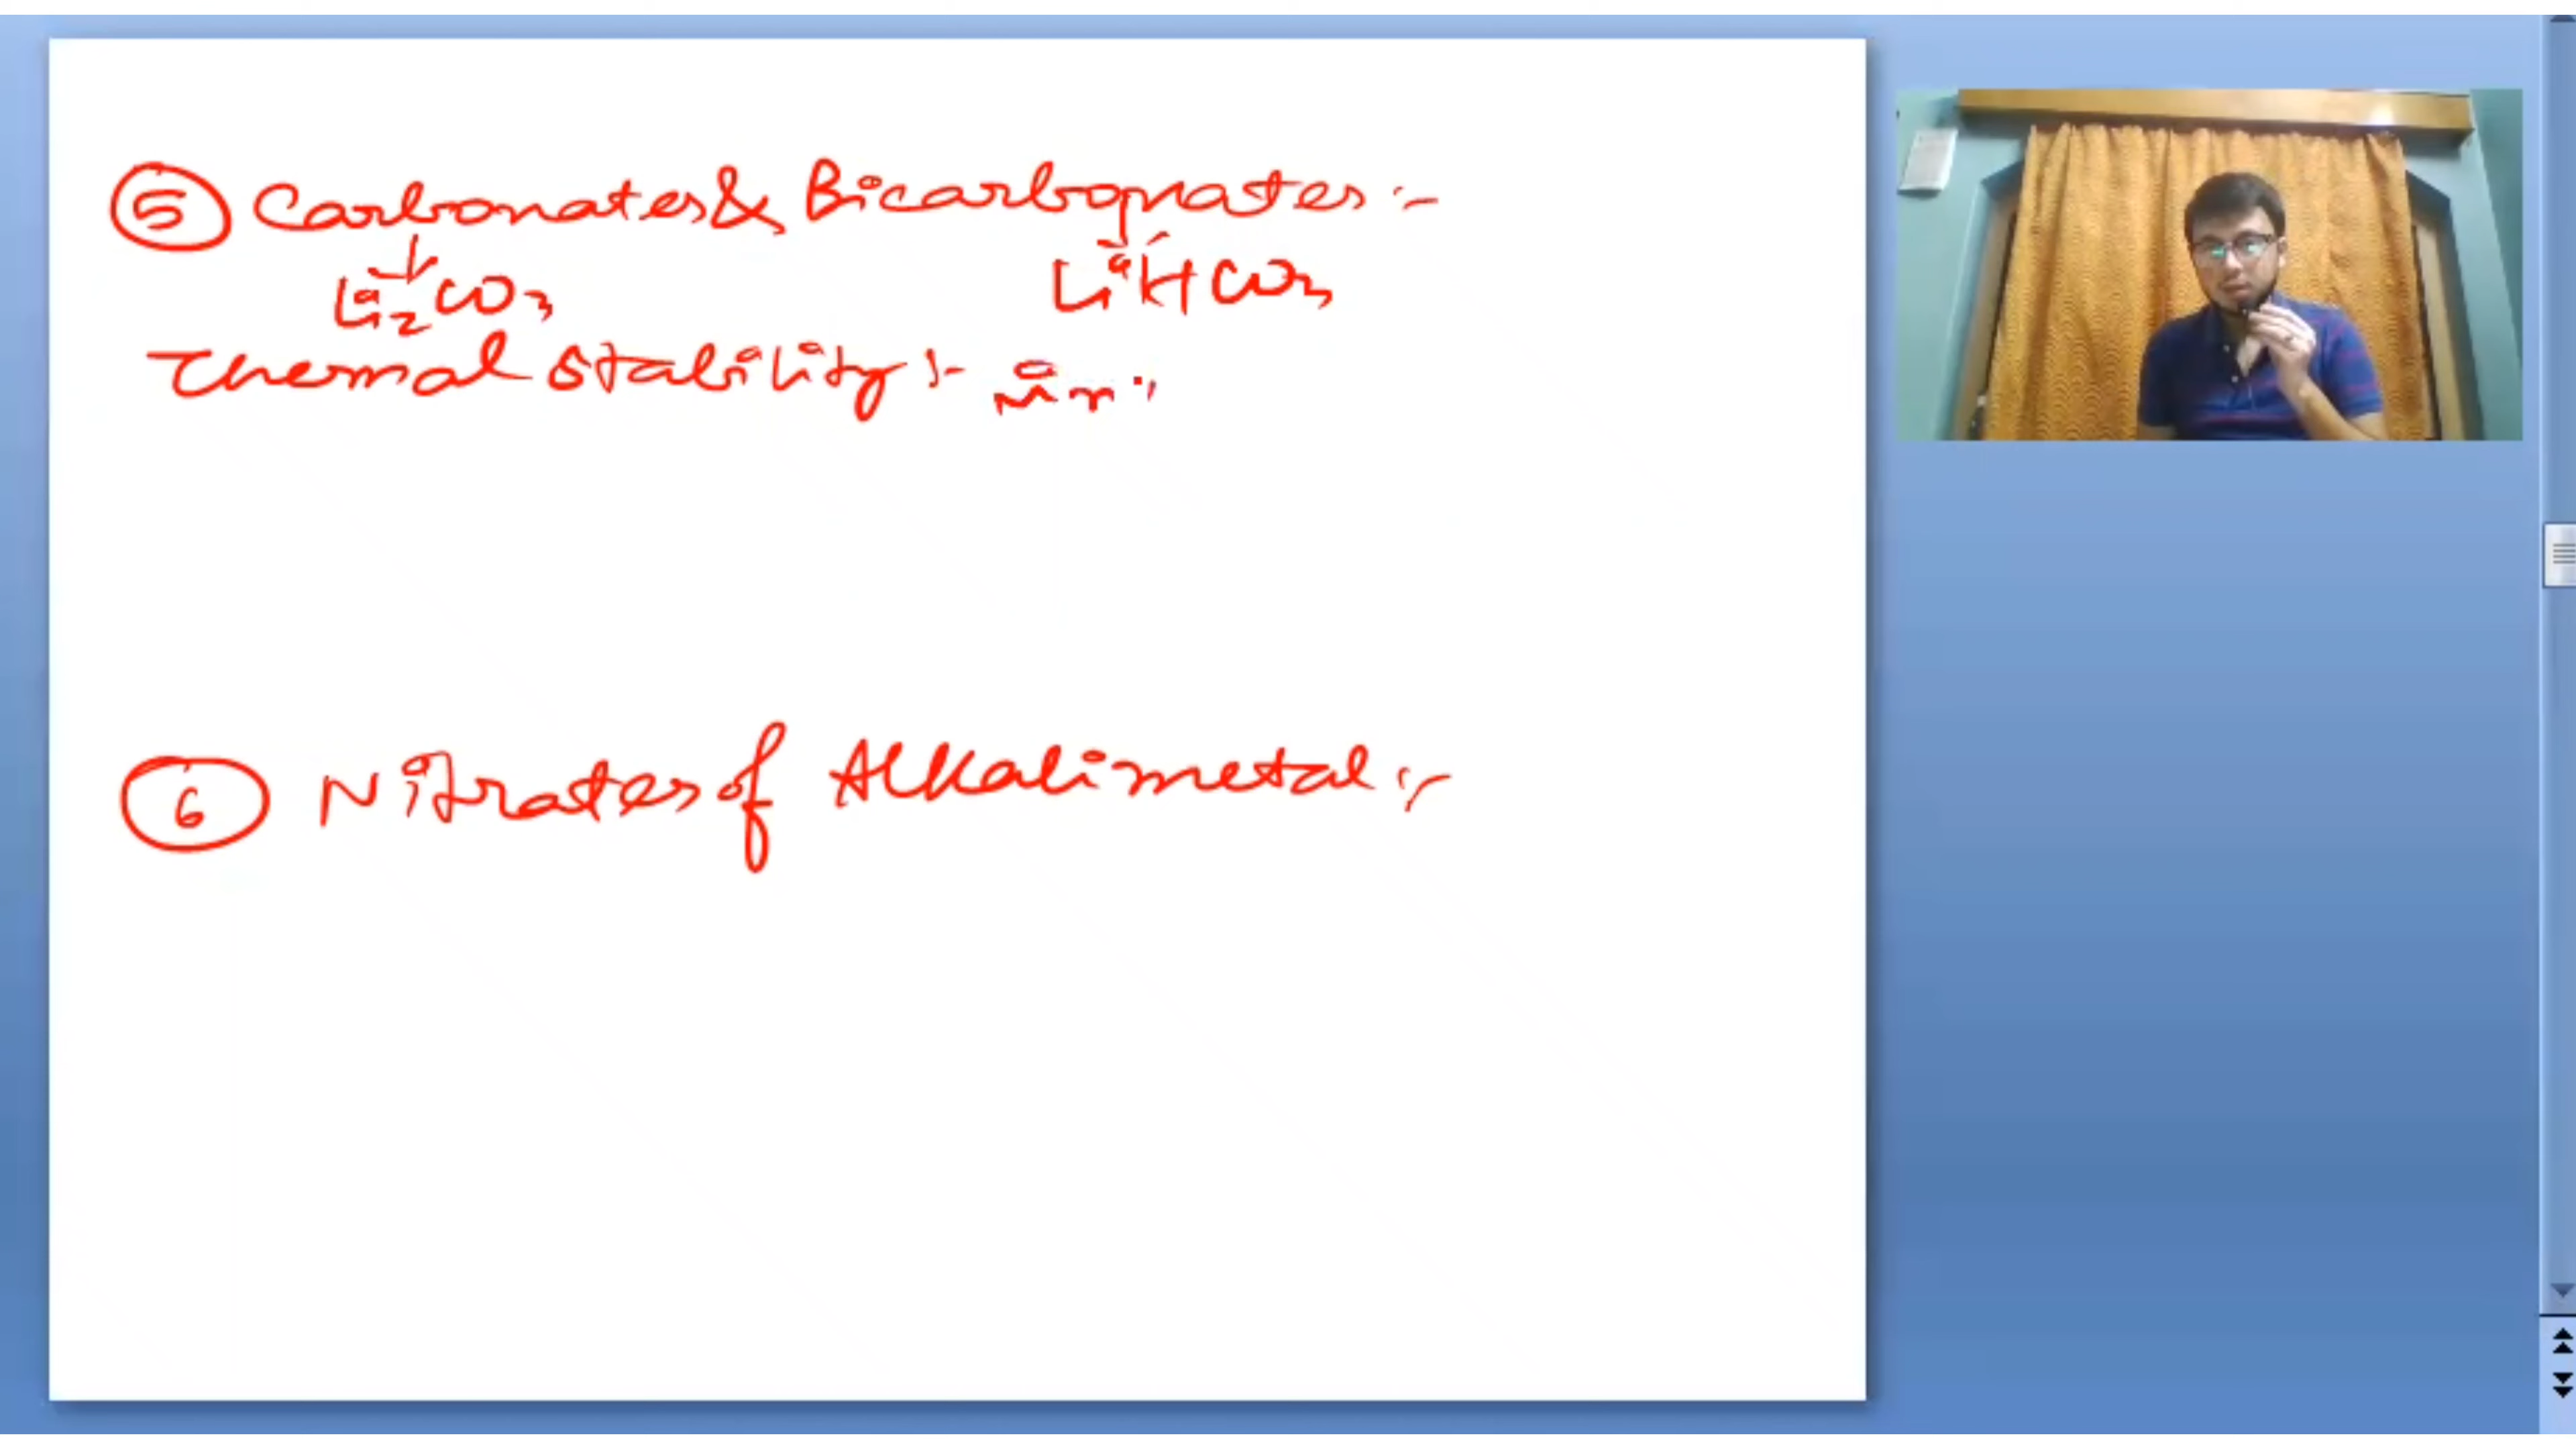 ⑤ Carbonates & Bicarbonates :-
Li₂CO₃ LiHCO₃
Thermal Stability :-
⑥ Nitrates of Alkali metal :-